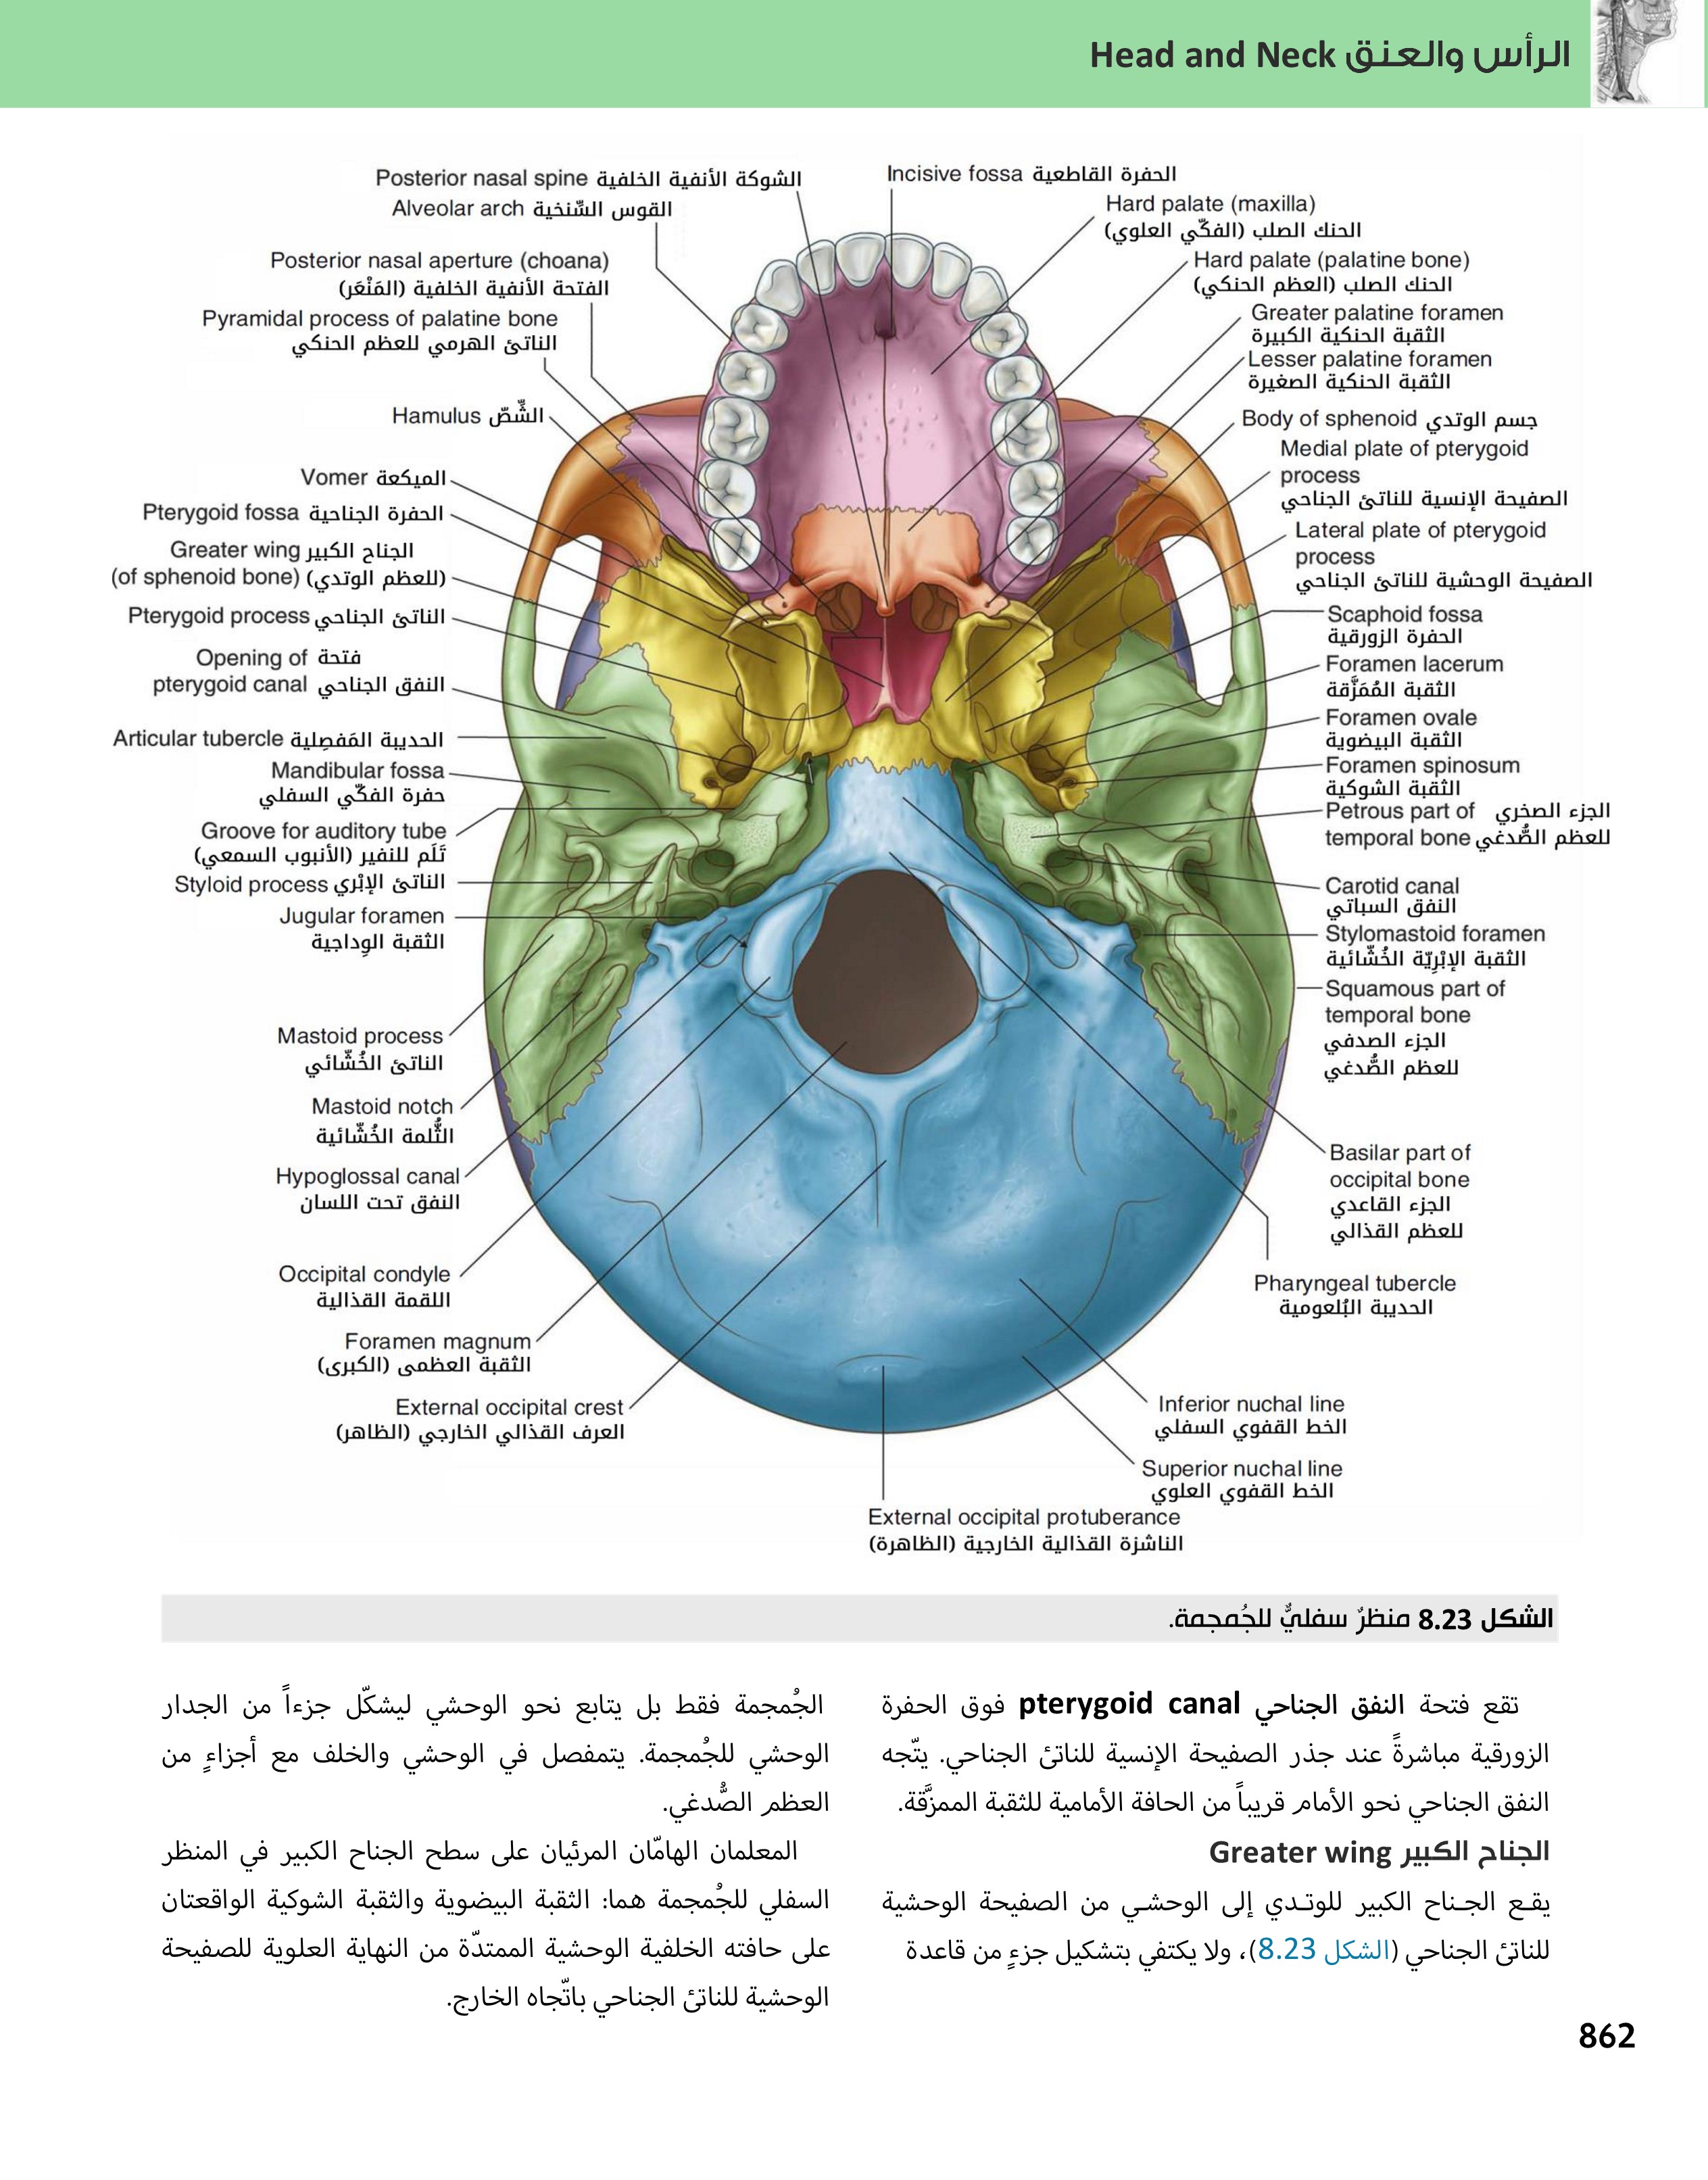 الرأس والعنق Head and Neck
Posterior nasal spine الشوكة الأنفية الخلفية
Alveolar arch القوس السِّنخية
Posterior nasal aperture (choana)
الفتحة الأنفية الخلفية (المَنْعَر)
Pyramidal process of palatine bone
الناتئ الهرمي للعظم الحنكي
Hamulus الشِّصّ
Vomer الميكعة
Pterygoid fossa الحفرة الجناحية
Greater wing الجناح الكبير
(of sphenoid bone) (للعظم الوتدي)
Pterygoid process الناتئ الجناحي
Opening of فتحة
pterygoid canal النفق الجناحي
Articular tubercle الحديبة المَفصِلية
Mandibular fossa
حفرة الفكّي السفلي
Groove for auditory tube
تَلَم للنفير (الأنبوب السمعي)
Styloid process الناتئ الإبْري
Jugular foramen
الثقبة الوِداجية
Mastoid process
الناتئ الخُشّائي
Mastoid notch
الثُّلمة الخُشّائية
Hypoglossal canal
النفق تحت اللسان
Occipital condyle
اللقمة القذالية
Foramen magnum
الثقبة العظمى (الكبرى)
External occipital crest
العرف القذالي الخارجي (الظاهر)
Incisive fossa الحفرة القاطعية
Hard palate (maxilla)
الحنك الصلب (الفكّي العلوي)
Hard palate (palatine bone)
الحنك الصلب (العظم الحنكي)
Greater palatine foramen
الثقبة الحنكية الكبيرة
Lesser palatine foramen
الثقبة الحنكية الصغيرة
Body of sphenoid جسم الوتدي
Medial plate of pterygoid
process
الصفيحة الإنسية للناتئ الجناحي
Lateral plate of pterygoid
process
الصفيحة الوحشية للناتئ الجناحي
Scaphoid fossa
الحفرة الزورقية
Foramen lacerum
الثقبة المُمَزَّقة
Foramen ovale
الثقبة البيضوية
Foramen spinosum
الثقبة الشوكية
Petrous part of الجزء الصخري
temporal bone للعظم الصُّدغي
Carotid canal
النفق السباتي
Stylomastoid foramen
الثقبة الإبْريّة الخُشّائية
Squamous part of
temporal bone
الجزء الصدفي
للعظم الصُّدغي
Basilar part of
occipital bone
الجزء القاعدي
للعظم القذالي
Pharyngeal tubercle
الحديبة البُلعومية
Inferior nuchal line
الخط القفوي السفلي
Superior nuchal line
الخط القفوي العلوي
External occipital protuberance
الناشزة القذالية الخارجية (الظاهرة)
الشكل 8.23 منظرٌ سفليٌّ للجُمجمة.
تقع فتحة النفق الجناحي pterygoid canal فوق الحفرة
الزورقية مباشرةً عند جذر الصفيحة الإنسية للناتئ الجناحي. يتّجه
النفق الجناحي نحو الأمام قريباً من الحافة الأمامية للثقبة الممزَّقة.
الجناح الكبير Greater wing
يقـع الجـناح الكبير للوتـدي إلى الوحشـي من الصفيحة الوحشية
للناتئ الجناحي (الشكل 8.23)، ولا يكتفي بتشكيل جزءٍ من قاعدة
الجُمجمة فقط بل يتابع نحو الوحشي ليشكّل جزءاً من الجدار
الوحشي للجُمجمة. يتمفصل في الوحشي والخلف مع أجزاءٍ من
العظم الصُّدغي.
المعلمان الهامّان المرئيان على سطح الجناح الكبير في المنظر
السفلي للجُمجمة هما: الثقبة البيضوية والثقبة الشوكية الواقعتان
على حافته الخلفية الوحشية الممتدّة من النهاية العلوية للصفيحة
الوحشية للناتئ الجناحي باتّجاه الخارج.
862